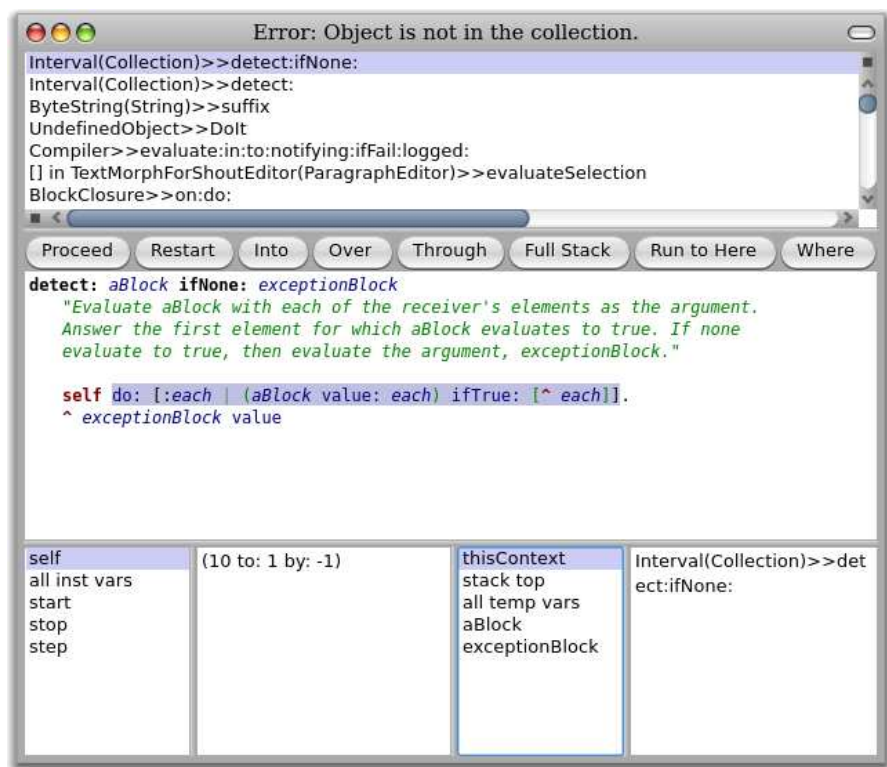 Error: Object is not in the collection.
Interval(Collection)>>detect:ifNone:
Interval(Collection)>>detect:
ByteString(String)>>suffix
UndefinedObject>>DoIt
Compiler>>evaluate:in:to:notifying:ifFail:logged:
[] in TextMorphForShoutEditor(ParagraphEditor)>>evaluateSelection
BlockClosure>>on:do:
Proceed Restart Into Over Through Full Stack Run to Here Where
detect: aBlock ifNone: exceptionBlock
"Evaluate aBlock with each of the receiver's elements as the argument.
Answer the first element for which aBlock evaluates to true. If none
evaluate to true, then evaluate the argument, exceptionBlock."
self do: [:each | (aBlock value: each) ifTrue: [^ each]].
^ exceptionBlock value
self
all inst vars
start
stop
step
(10 to: 1 by: -1)
thisContext
stack top
all temp vars
aBlock
exceptionBlock
Interval(Collection)>>det
ect:ifNone: